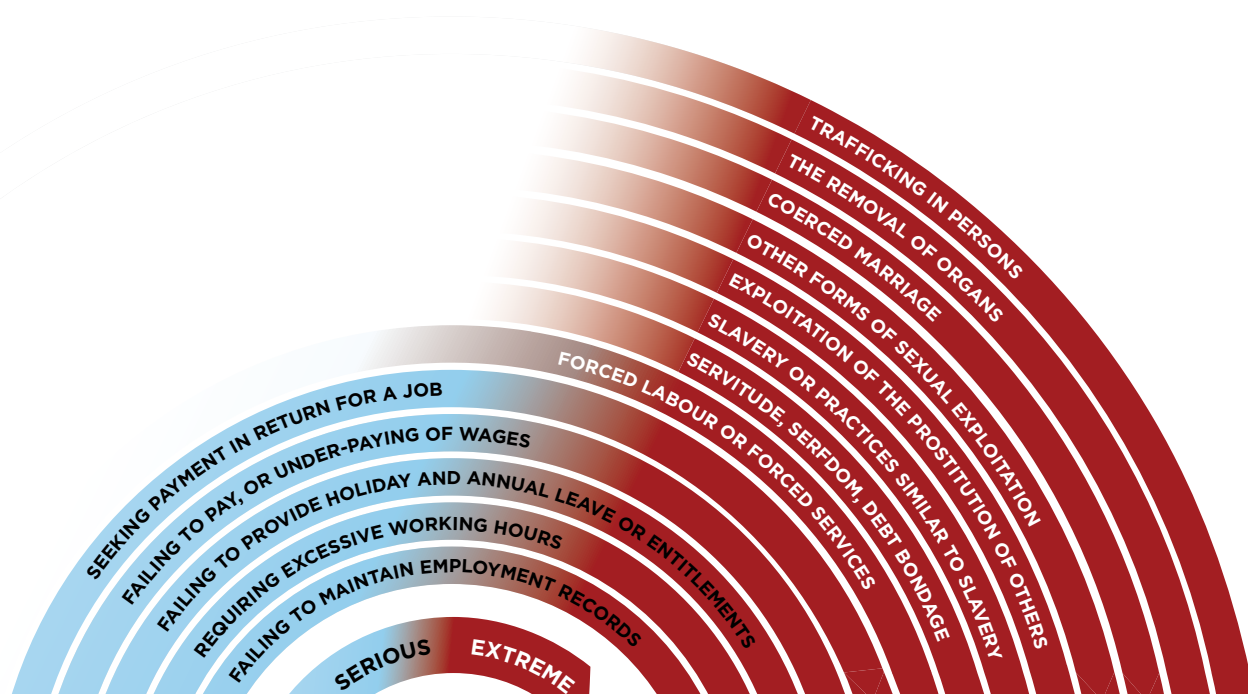 TRAFFICKING IN PERSONS
THE REMOVAL OF ORGANS
COERCED MARRIAGE
OTHER FORMS OF SEXUAL EXPLOITATION
EXPLOITATION OF THE PROSTITUTION OF OTHERS
SLAVERY OR PRACTICES SIMILAR TO SLAVERY
SERVITUDE, SERFDOM, DEBT BONDAGE
FORCED LABOUR OR FORCED SERVICES
SEEKING PAYMENT IN RETURN FOR A JOB
FAILING TO PAY, OR UNDER-PAYING OF WAGES
FAILING TO PROVIDE HOLIDAY AND ANNUAL LEAVE OR ENTITLEMENTS
REQUIRING EXCESSIVE WORKING HOURS
FAILING TO MAINTAIN EMPLOYMENT RECORDS
SERIOUS
EXTREME